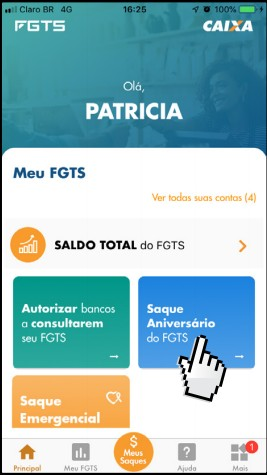 Claro BR 4G 16:25 100%
FGTS CAIXA
Olá,
PATRICIA
Meu FGTS
Ver todas suas contas (4)
SALDO TOTAL do FGTS
Autorizar bancos
a consultarem
seu FGTS
Saque
Aniversário
do FGTS
Saque
Emergencial
Principal
Meu FGTS
$
Meus
Saques
Ajuda
1
Mais